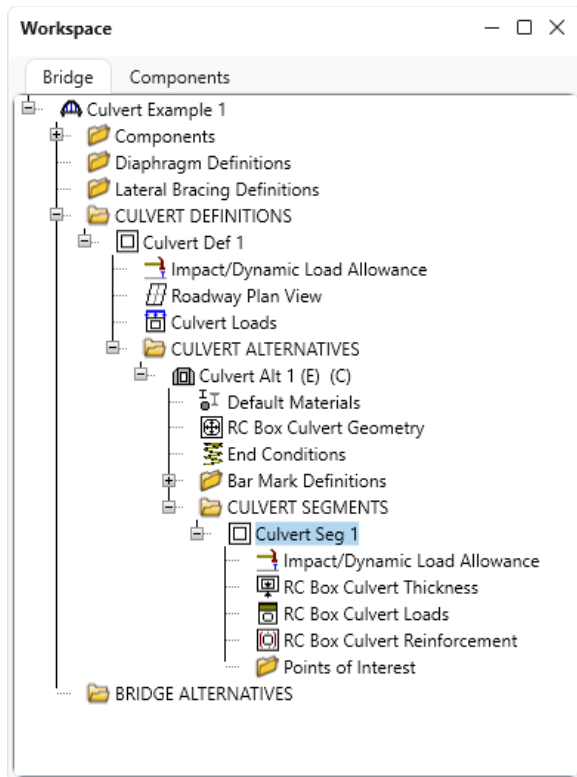 Workspace
Bridge Components
Culvert Example 1
Components
Diaphragm Definitions
Lateral Bracing Definitions
CULVERT DEFINITIONS
Culvert Def 1
Impact/Dynamic Load Allowance
Roadway Plan View
Culvert Loads
CULVERT ALTERNATIVES
Culvert Alt 1 (E) (C)
Default Materials
RC Box Culvert Geometry
End Conditions
Bar Mark Definitions
CULVERT SEGMENTS
Culvert Seg 1
Impact/Dynamic Load Allowance
RC Box Culvert Thickness
RC Box Culvert Loads
RC Box Culvert Reinforcement
Points of Interest
BRIDGE ALTERNATIVES